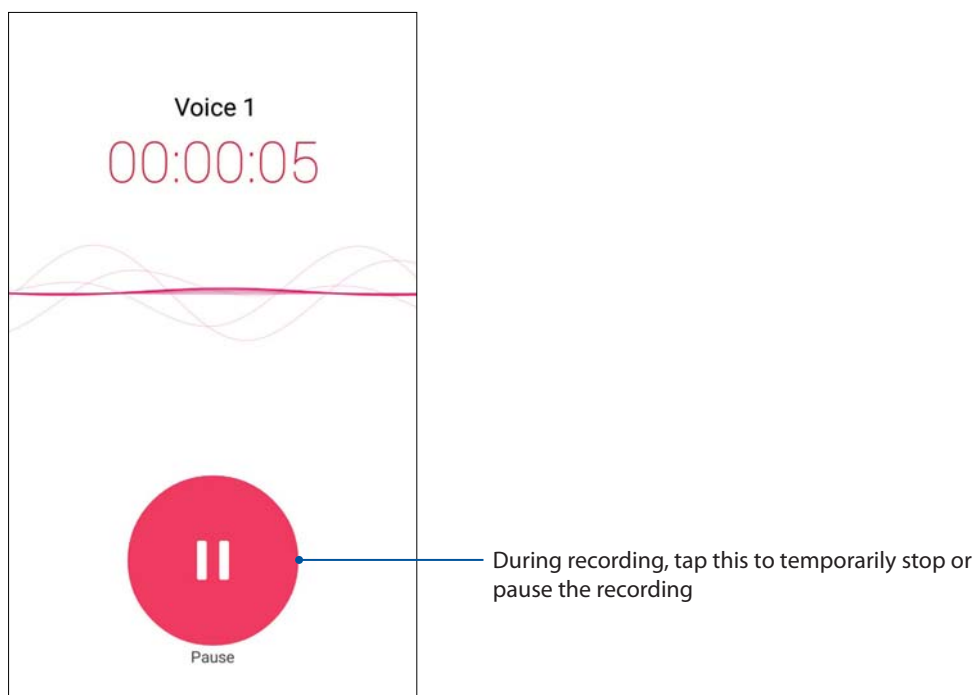 Voice 1
00:00:05
During recording, tap this to temporarily stop or
pause the recording
Pause